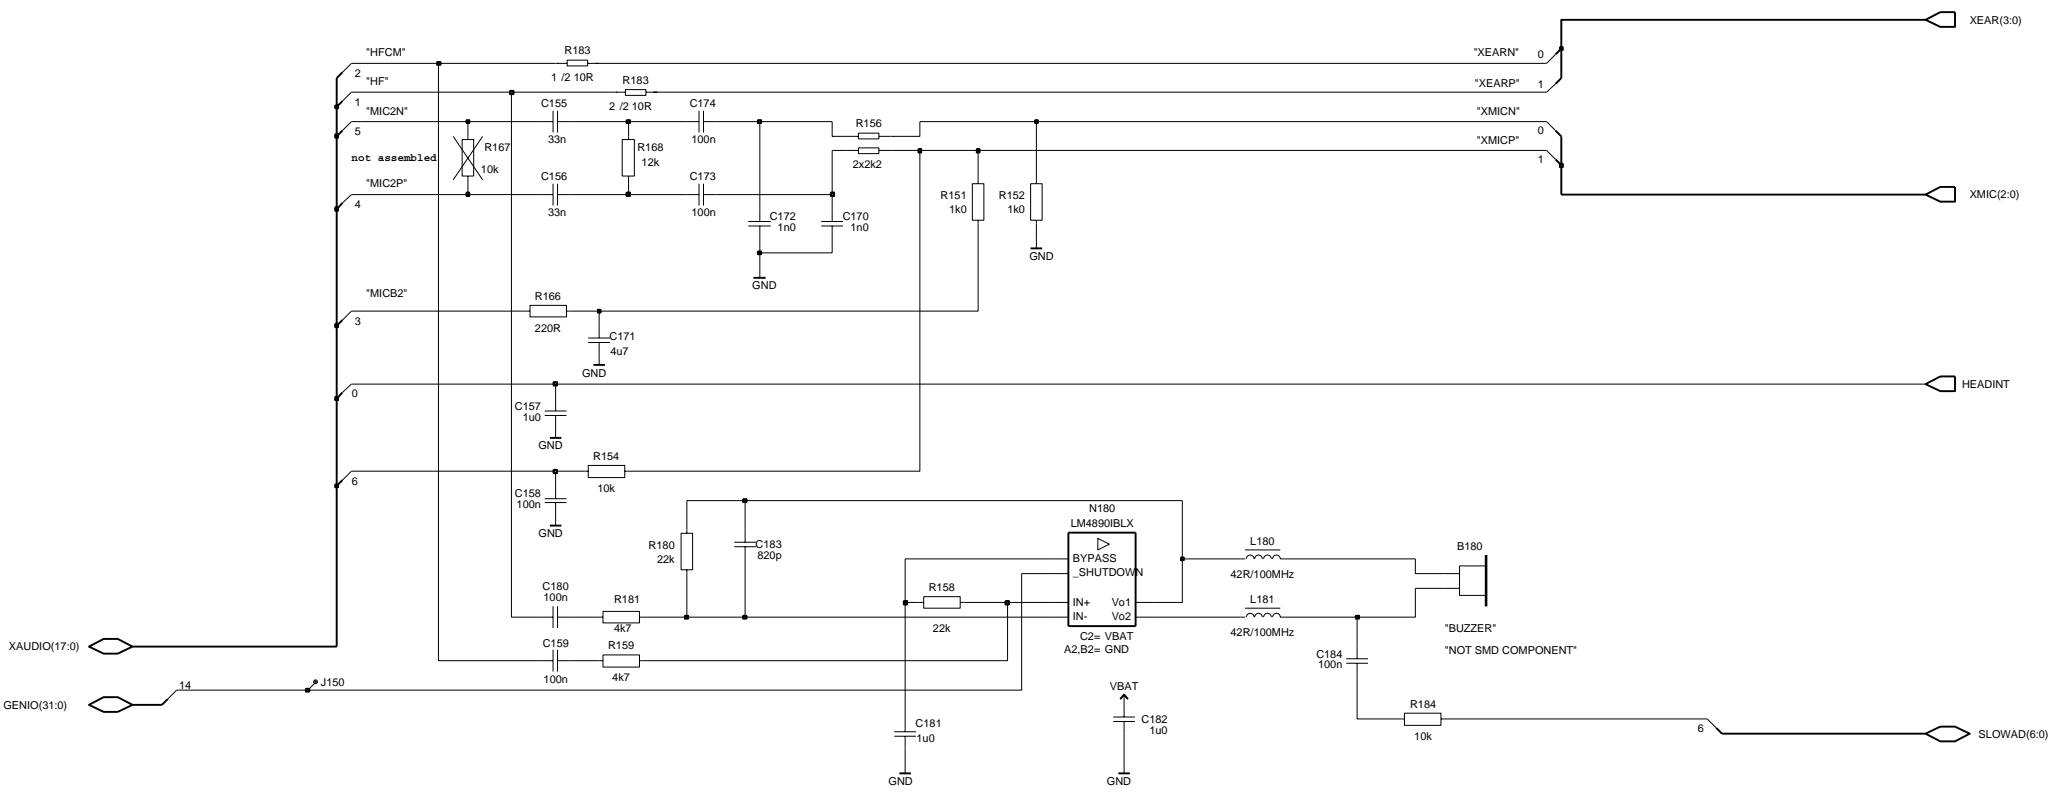 XEAR(3:0)
"HFCM"
R183
"XEARN"
0
2
1 /2 10R
"HF"
R183
"XEARP"
1
1
2 /2 10R
"MIC2N"
C155
C174
R156
"XMICN"
0
5
33n
100n
not assembled
R167
10k
R168
12k
2x2k2
"XMICP"
1
"MIC2P"
C156
C173
4
33n
100n
R151
1k0
R152
1k0
XMIC(2:0)
C172
1n0
C170
1n0
GND
GND
"MICB2"
R166
3
220R
C171
4u7
GND
0
HEADINT
C157
1u0
GND
R154
6
10k
C158
100n
GND
N180
LM4890IBLX
R180
22k
C183
820p
BYPASS
_SHUTDOWN
IN+
Vo1
IN-
Vo2
C2= VBAT
A2,B2= GND
L180
42R/100MHz
B180
R158
22k
L181
42R/100MHz
"BUZZER"
"NOT SMD COMPONENT"
C180
100n
R181
4k7
C159
100n
R159
4k7
XAUDIO(17:0)
C184
100n
14
J150
GENIO(31:0)
VBAT
C181
1u0
C182
1u0
R184
10k
6
SLOWAD(6:0)
GND
GND